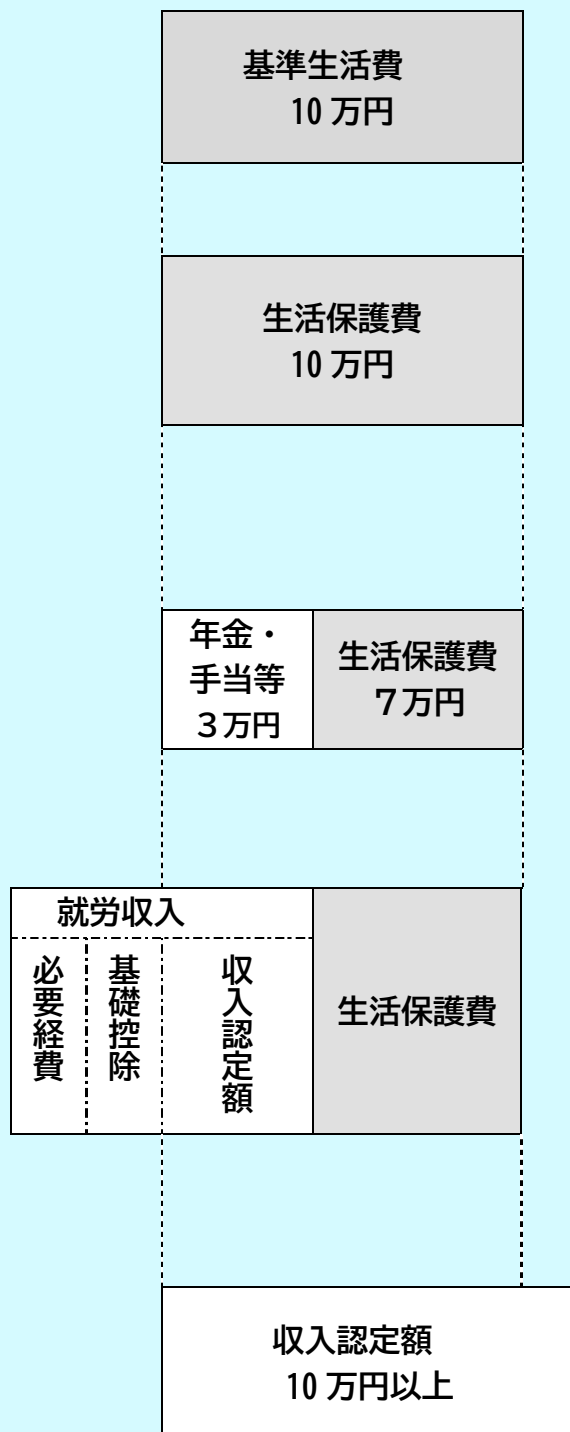 基準生活費
10 万円
生活保護費
10 万円
年金・
手当等
３万円
生活保護費
７万円
就労収入
必要経費
基礎控除
収入認定額
生活保護費
収入認定額
10 万円以上